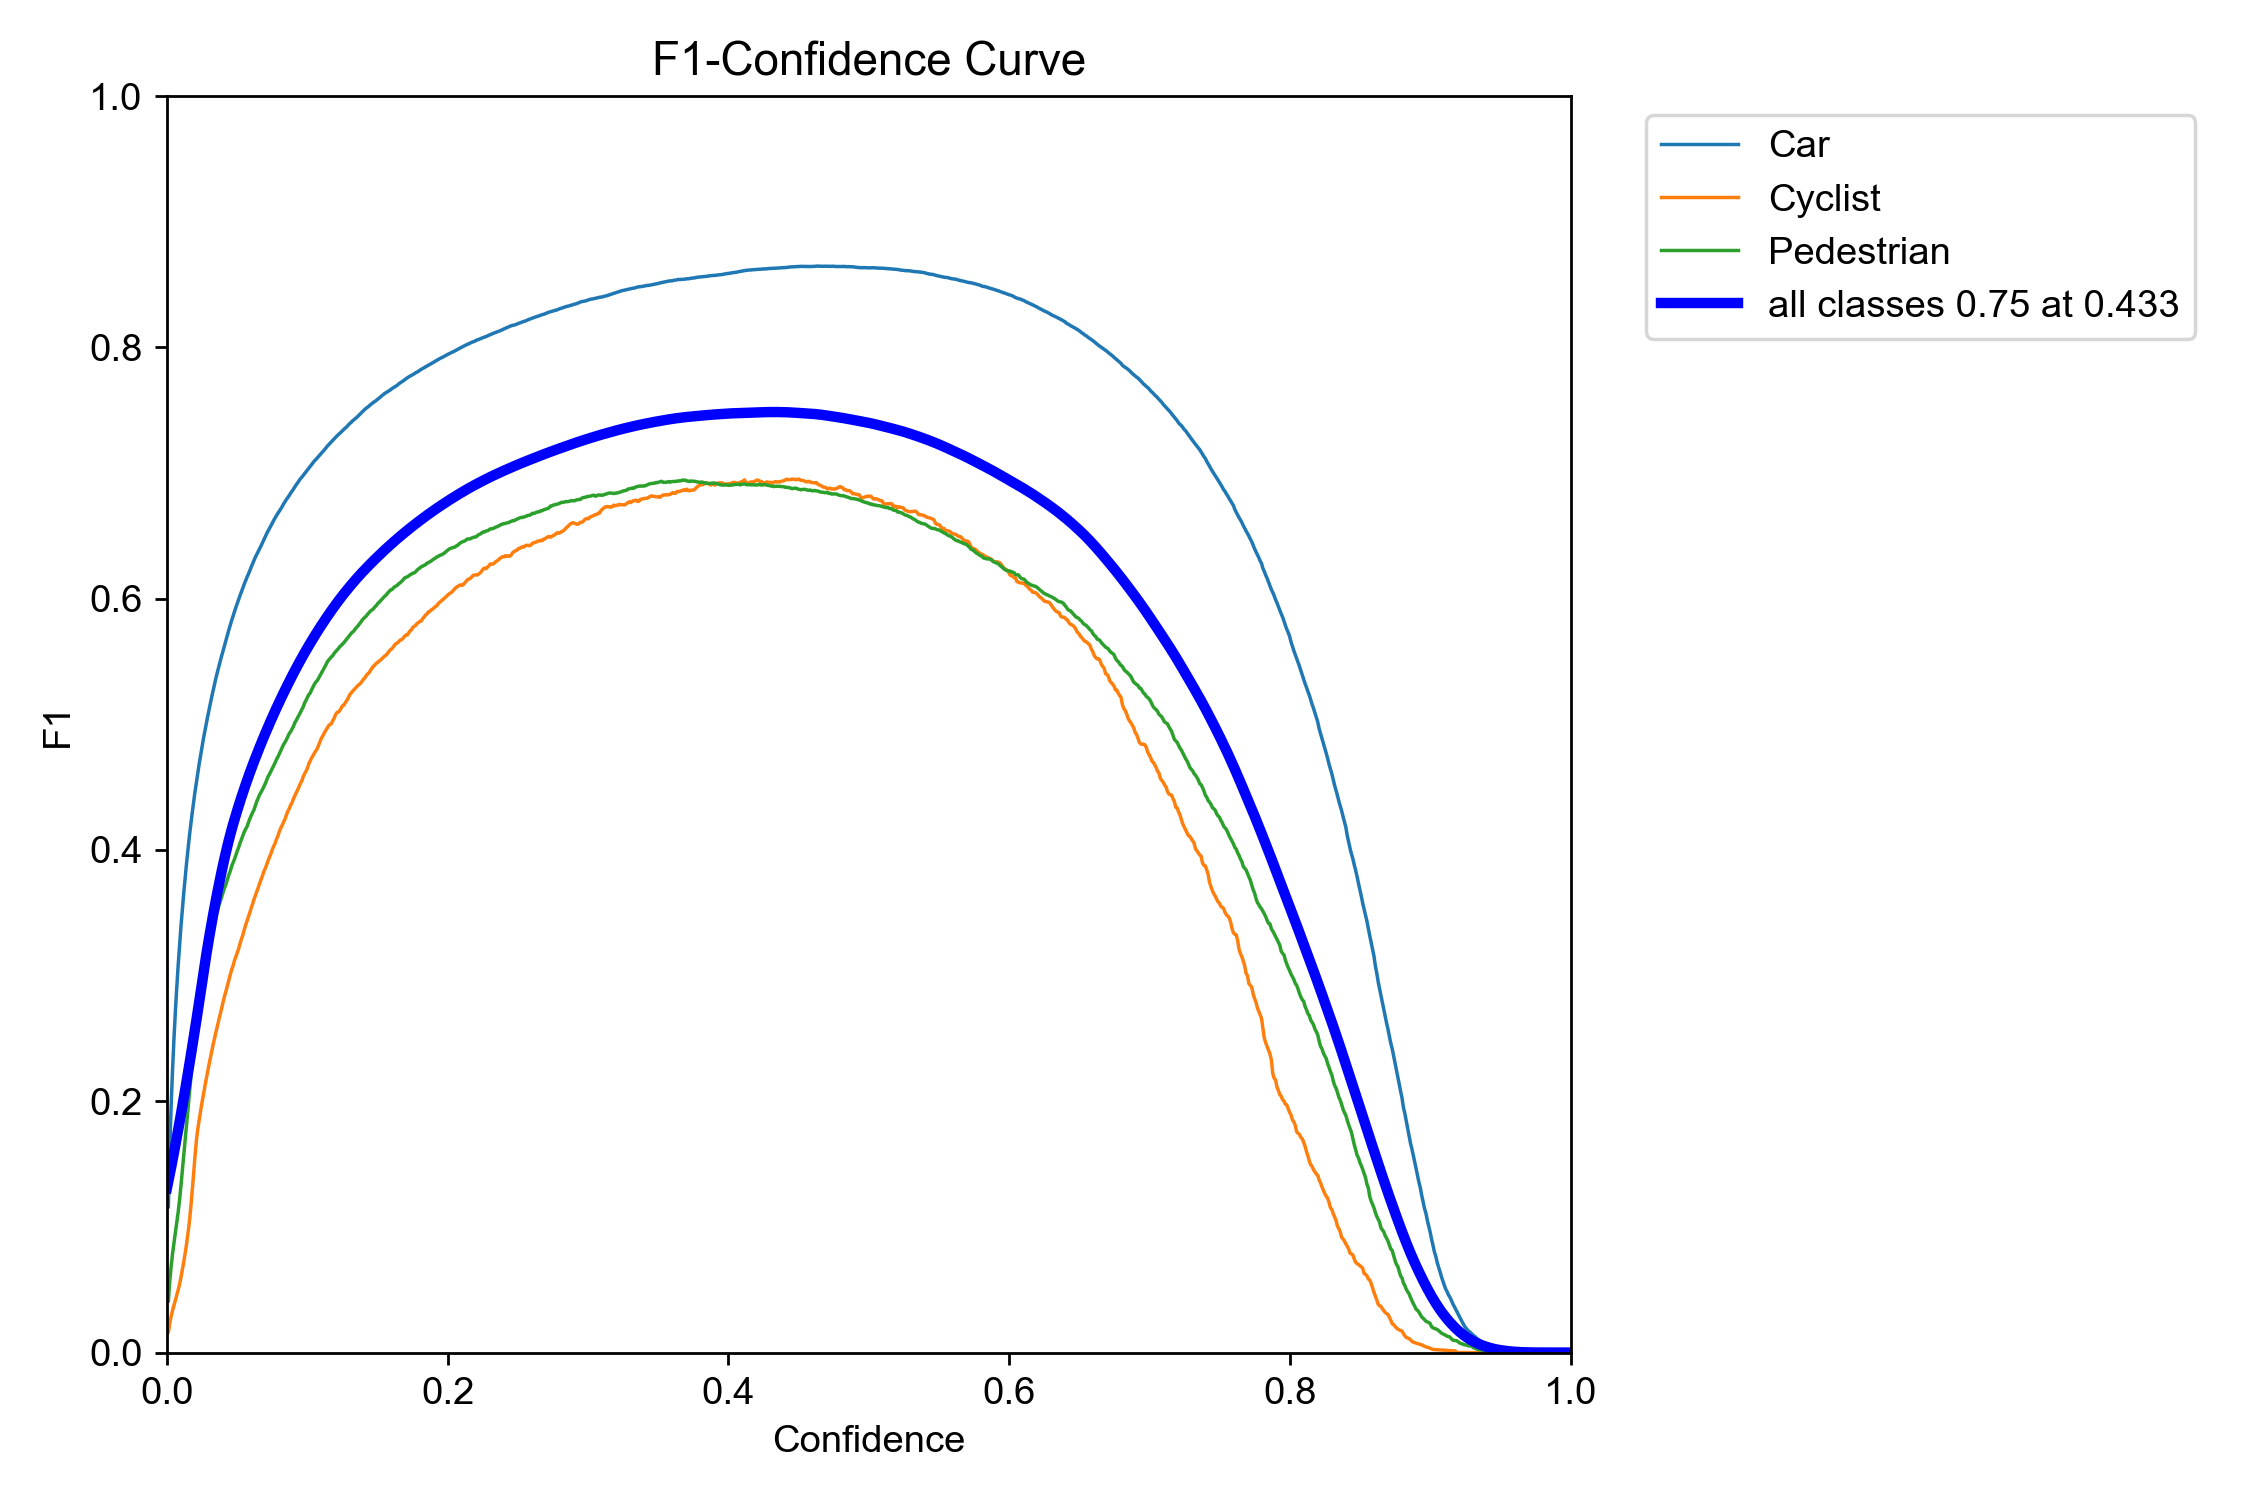 F1-Confidence Curve
1.0
0.8
0.6
0.4
0.2
0.0
F1
0.0 0.2 0.4 0.6 0.8 1.0
Confidence
Car
Cyclist
Pedestrian
all classes 0.75 at 0.433